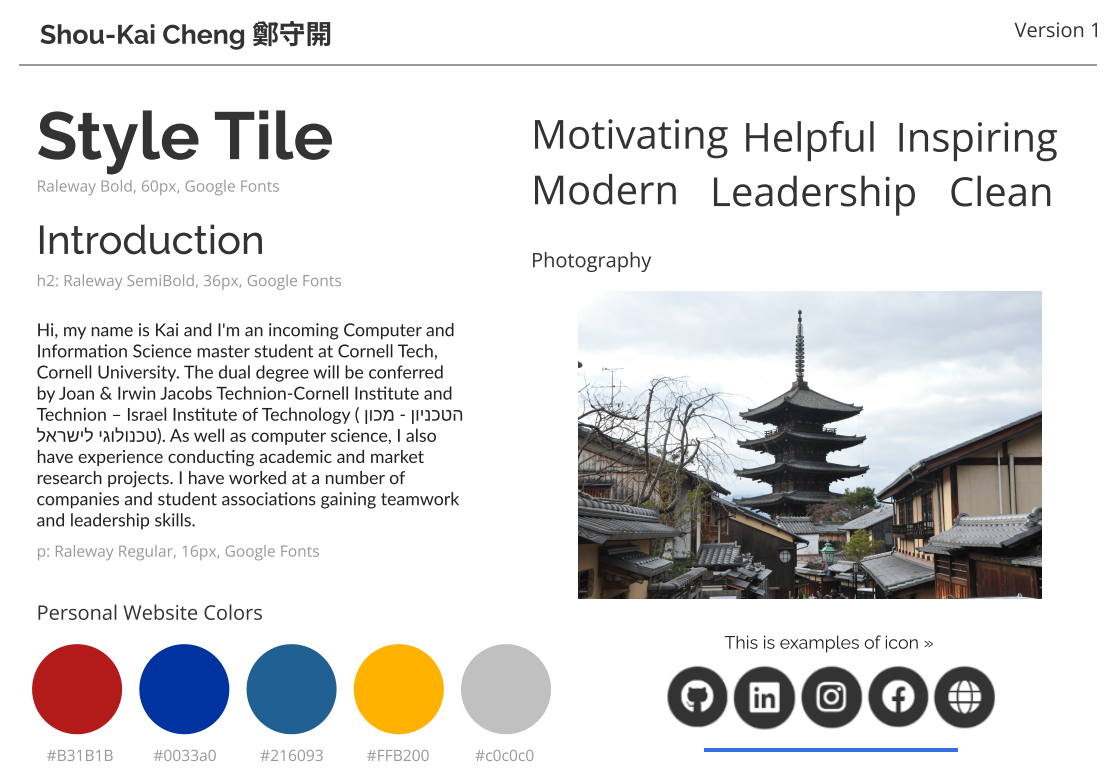 Shou-Kai Cheng 鄭守開
Version 1
Style Tile
Raleway Bold, 60px, Google Fonts
Introduction
h2: Raleway SemiBold, 36px, Google Fonts
Hi, my name is Kai and I'm an incoming Computer and
Information Science master student at Cornell Tech,
Cornell University. The dual degree will be conferred
by Joan & Irwin Jacobs Technion-Cornell Institute and
Technion – Israel Institute of Technology ( הטכניון - מכון
טכנולוגי לישראל). As well as computer science, I also
have experience conducting academic and market
research projects. I have worked at a number of
companies and student associations gaining teamwork
and leadership skills.
p: Raleway Regular, 16px, Google Fonts
Personal Website Colors
#B31B1B #0033a0 #216093 #FFB200 #c0c0c0
Motivating Helpful Inspiring
Modern Leadership Clean
Photography
This is examples of icon »
in